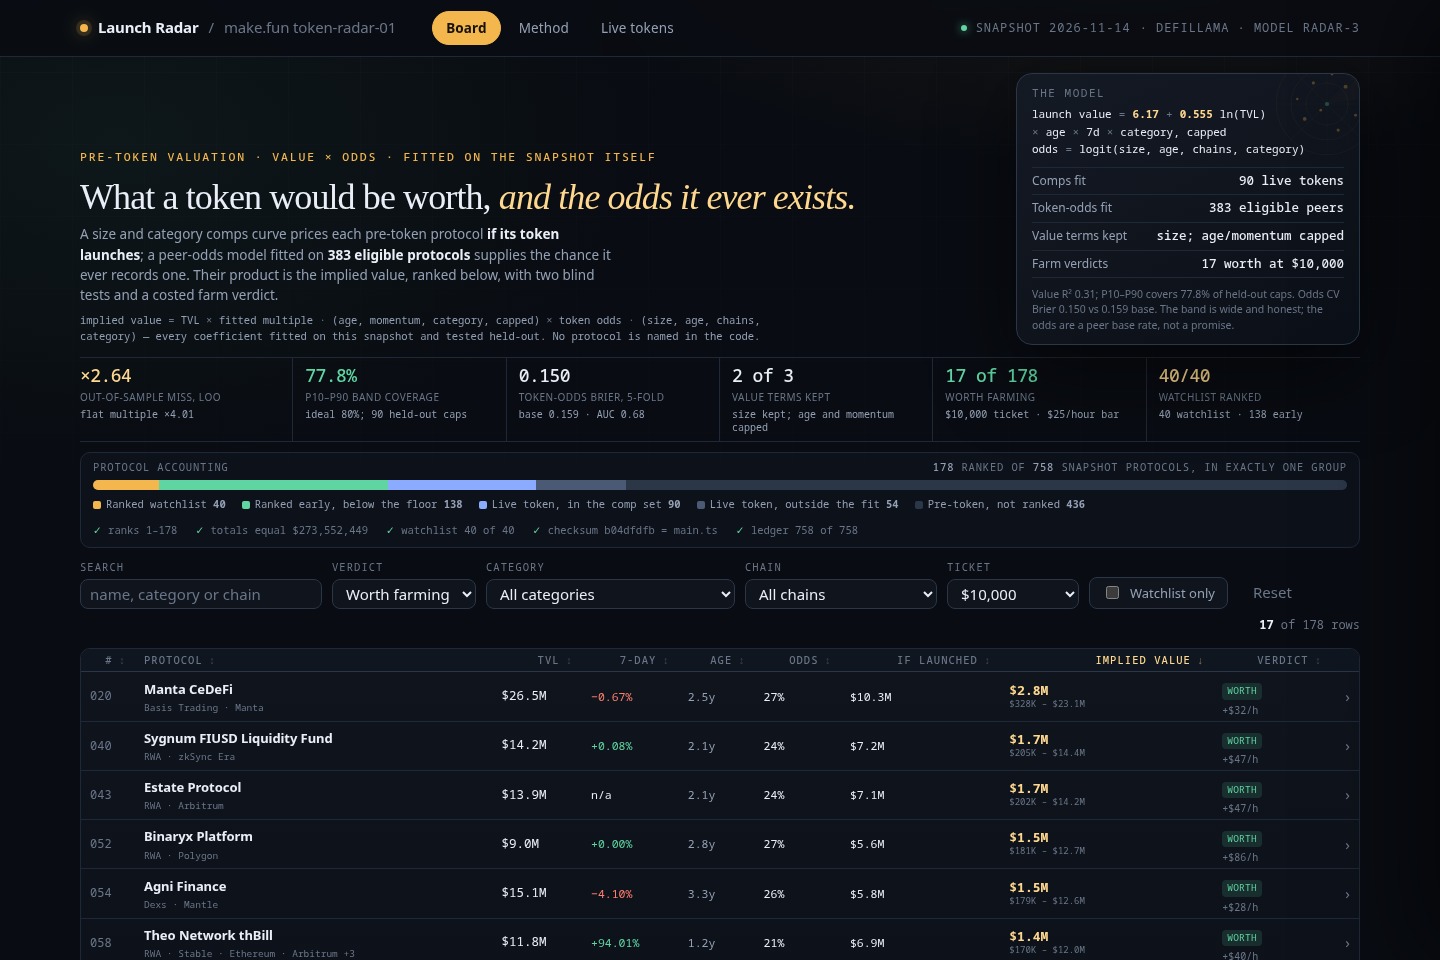 Launch Radar / make.fun token-radar-01
Board Method Live tokens
SNAPSHOT 2026-11-14 · DEFILLAMA · MODEL RADAR-3
PRE-TOKEN VALUATION · VALUE × ODDS · FITTED ON THE SNAPSHOT ITSELF
What a token would be worth, and the odds it ever exists.
A size and category comps curve prices each pre-token protocol if its token
launches; a peer-odds model fitted on 383 eligible protocols supplies the chance it
ever records one. Their product is the implied value, ranked below, with two blind
tests and a costed farm verdict.
implied value = TVL × fitted multiple · (age, momentum, category, capped) × token odds · (size, age, chains,
category) — every coefficient fitted on this snapshot and tested held-out. No protocol is named in the code.
THE MODEL
launch value = 6.17 + 0.555 ln(TVL)
× age × 7d × category, capped
odds = logit(size, age, chains, category)
Comps fit 90 live tokens
Token-odds fit 383 eligible peers
Value terms kept size; age/momentum capped
Farm verdicts 17 worth at $10,000
Value R² 0.31; P10–P90 covers 77.8% of held-out caps. Odds CV
Brier 0.150 vs 0.159 base. The band is wide and honest; the
odds are a peer base rate, not a promise.
×2.64
OUT-OF-SAMPLE MISS, LOO
flat multiple ×4.01
77.8%
P10–P90 BAND COVERAGE
ideal 80%; 90 held-out caps
0.150
TOKEN-ODDS BRIER, 5-FOLD
base 0.159 · AUC 0.68
2 of 3
VALUE TERMS KEPT
size kept; age and momentum
capped
17 of 178
WORTH FARMING
$10,000 ticket · $25/hour bar
40/40
WATCHLIST RANKED
40 watchlist · 138 early
PROTOCOL ACCOUNTING
178 RANKED OF 758 SNAPSHOT PROTOCOLS, IN EXACTLY ONE GROUP
Ranked watchlist 40 Ranked early, below the floor 138 Live token, in the comp set 90 Live token, outside the fit 54 Pre-token, not ranked 436
✓ ranks 1–178 ✓ totals equal $273,552,449 ✓ watchlist 40 of 40 ✓ checksum b04dfdfb = main.ts ✓ ledger 758 of 758
SEARCH VERDICT CATEGORY CHAIN TICKET
name, category or chain Worth farming All categories All chains $10,000 Watchlist only Reset
17 of 178 rows
# ↕ PROTOCOL ↕ TVL ↕ 7-DAY ↕ AGE ↕ ODDS ↕ IF LAUNCHED ↕ IMPLIED VALUE ↓ VERDICT ↕
020 Manta CeDeFi $26.5M −0.67% 2.5y 27% $10.3M $2.8M WORTH ›
Basis Trading · Manta $328K – $23.1M +$32/h
040 Sygnum FIUSD Liquidity Fund $14.2M +0.08% 2.1y 24% $7.2M $1.7M WORTH ›
RWA · zkSync Era $205K – $14.4M +$47/h
043 Estate Protocol $13.9M n/a 2.1y 24% $7.1M $1.7M WORTH ›
RWA · Arbitrum $202K – $14.2M +$47/h
052 Binaryx Platform $9.0M +0.00% 2.8y 27% $5.6M $1.5M WORTH ›
RWA · Polygon $181K – $12.7M +$86/h
054 Agni Finance $15.1M −4.10% 3.3y 26% $5.8M $1.5M WORTH ›
Dexs · Mantle $179K – $12.6M +$28/h
058 Theo Network thBill $11.8M +94.01% 1.2y 21% $6.9M $1.4M WORTH ›
RWA · Stable · Ethereum · Arbitrum +3 $170K – $12.0M +$40/h